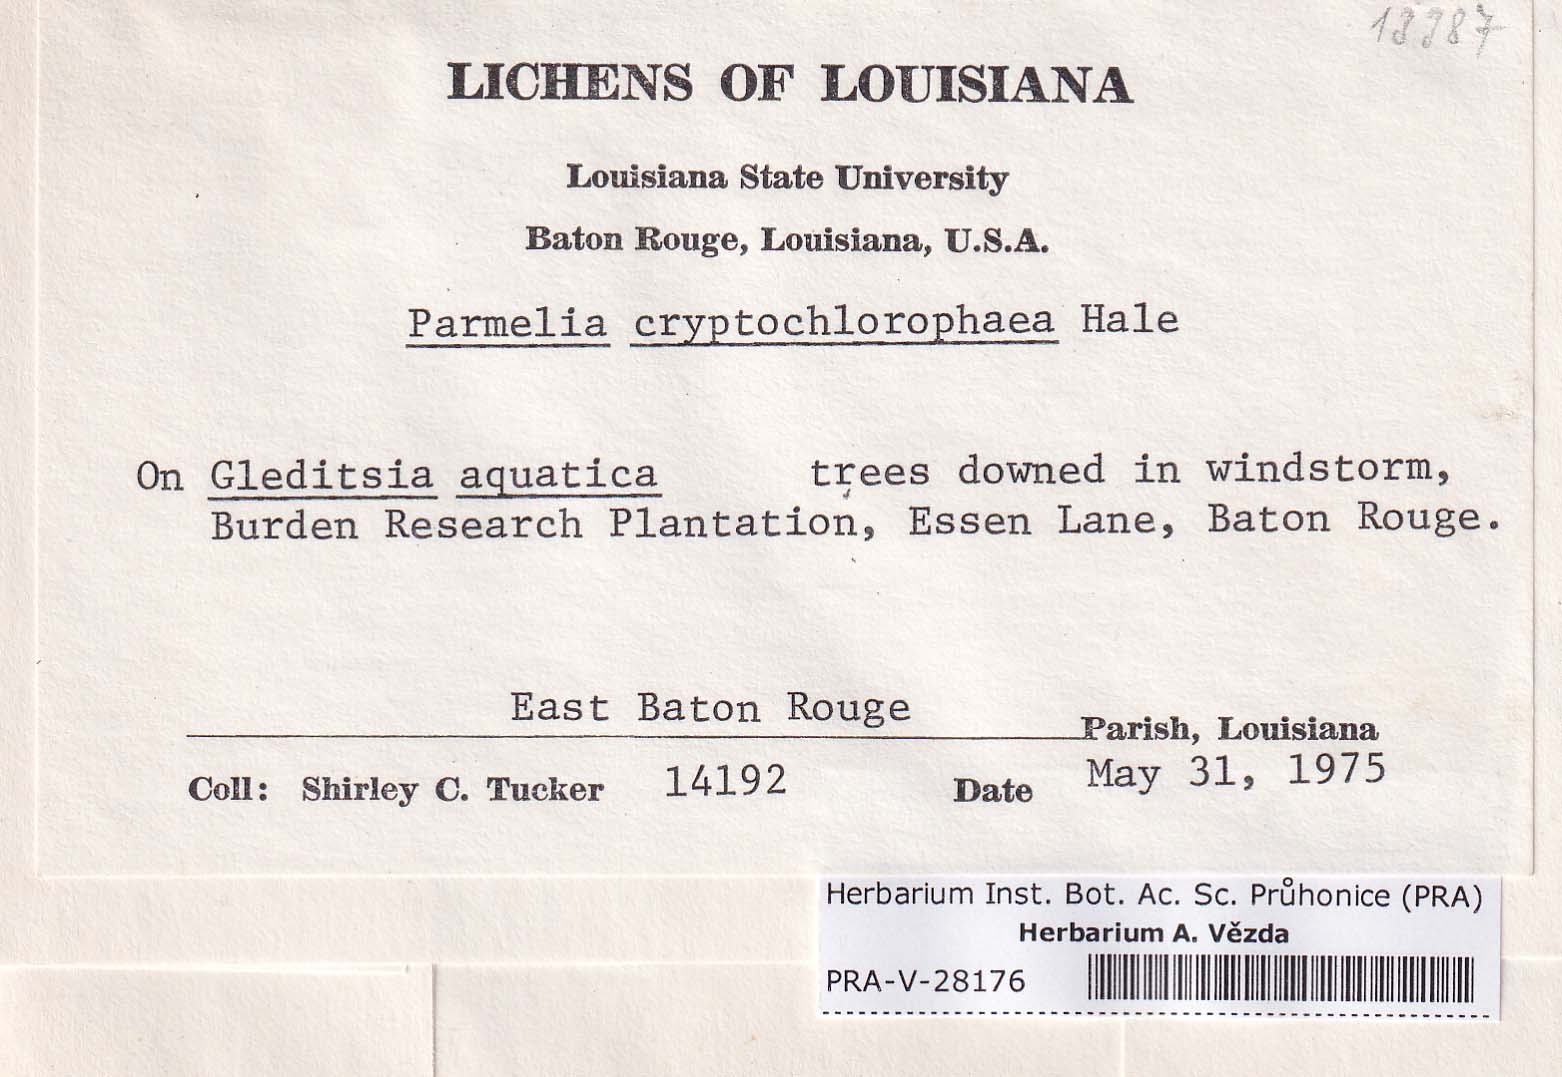 13387
LICHENS OF LOUISIANA
Louisiana State University
Baton Rouge, Louisiana, U.S.A.
Parmelia cryptochlorophaea Hale
On Gleditsia aquatica trees downed in windstorm,
Burden Research Plantation, Essen Lane, Baton Rouge.
East Baton Rouge Parish, Louisiana
Coll: Shirley C. Tucker 14192 Date May 31, 1975
Herbarium Inst. Bot. Ac. Sc. Průhonice (PRA)
Herbarium A. Vězda
PRA-V-28176